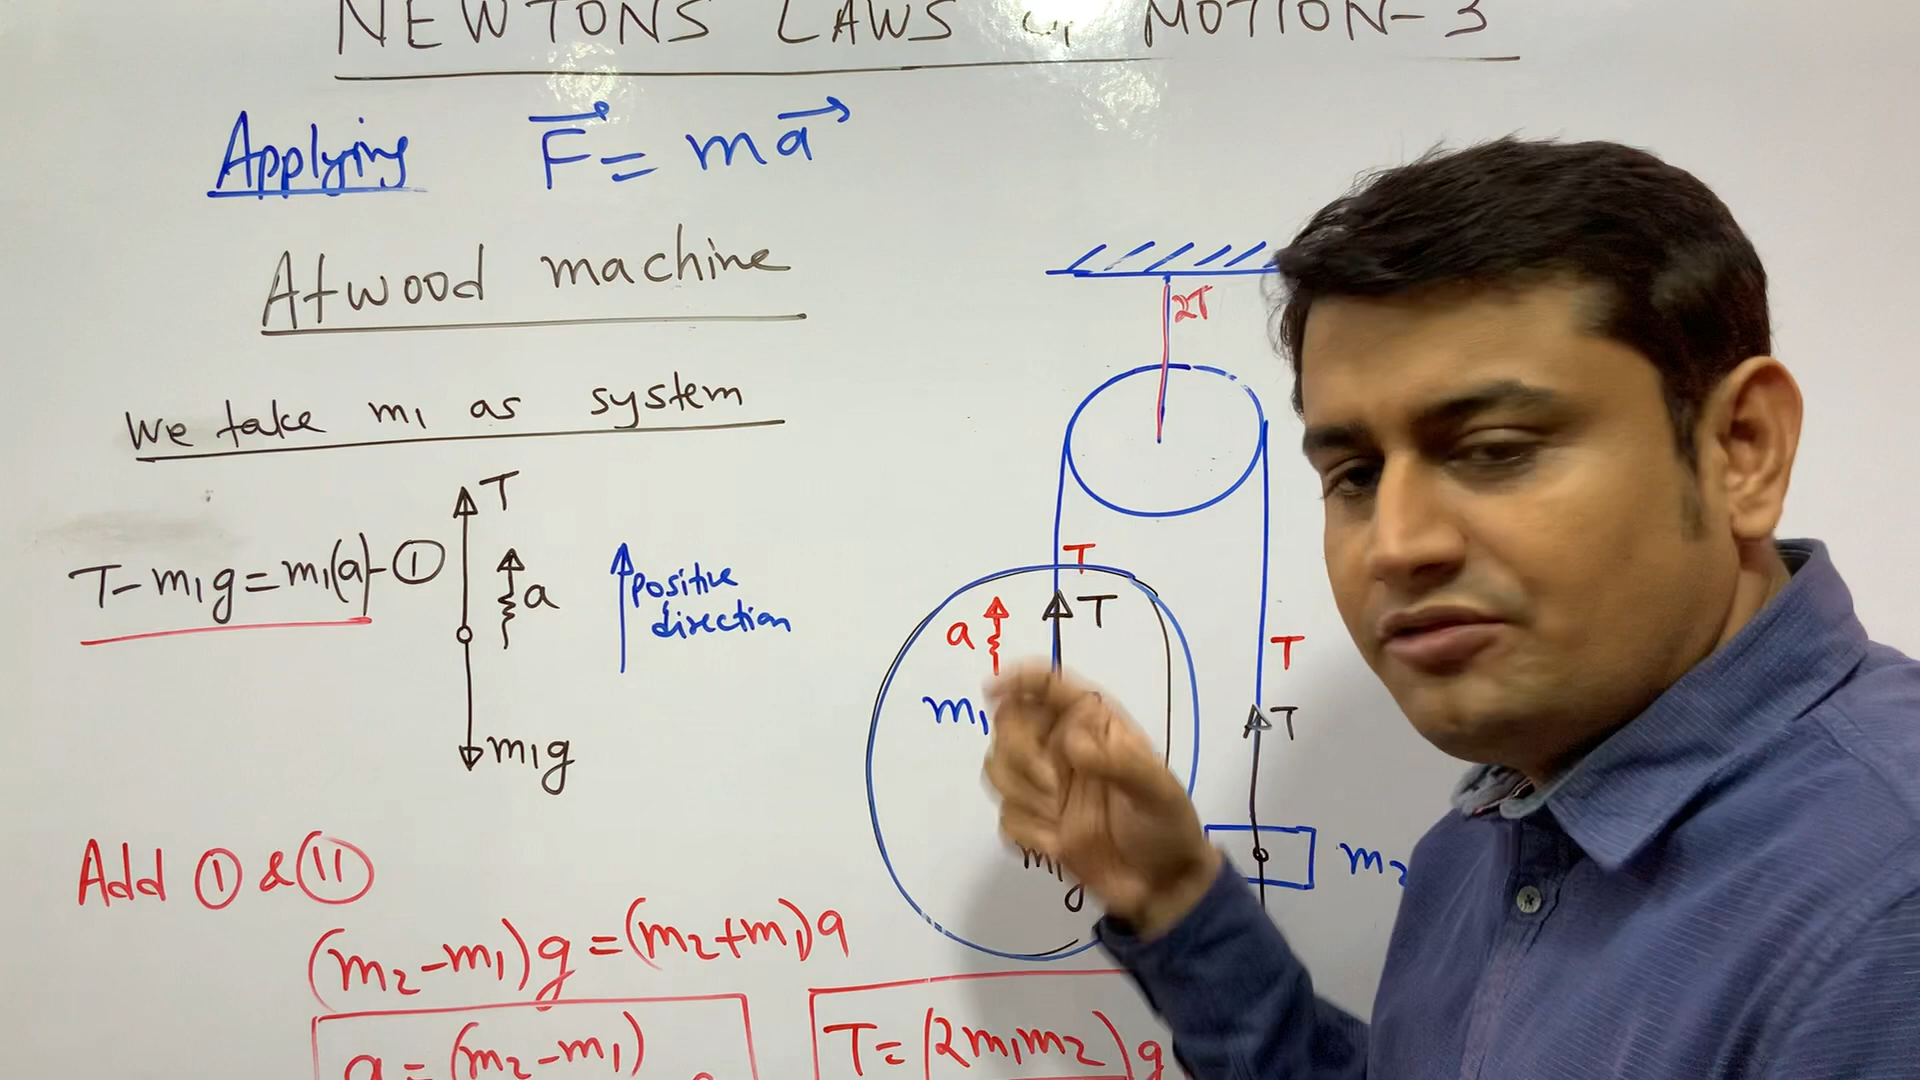 NEWTONS LAWS MOTION-3
Applying F = ma
Atwood machine
We take m1 as system
T
T - m1g = m1(a) - ①
a
positive direction
m1g
Add ① & ⑪
(m2-m1)g = (m2+m1)a
a = (m2-m1)
T = (2m1m2)g
2T
T
T
a
m1
T
T
m1g
m2